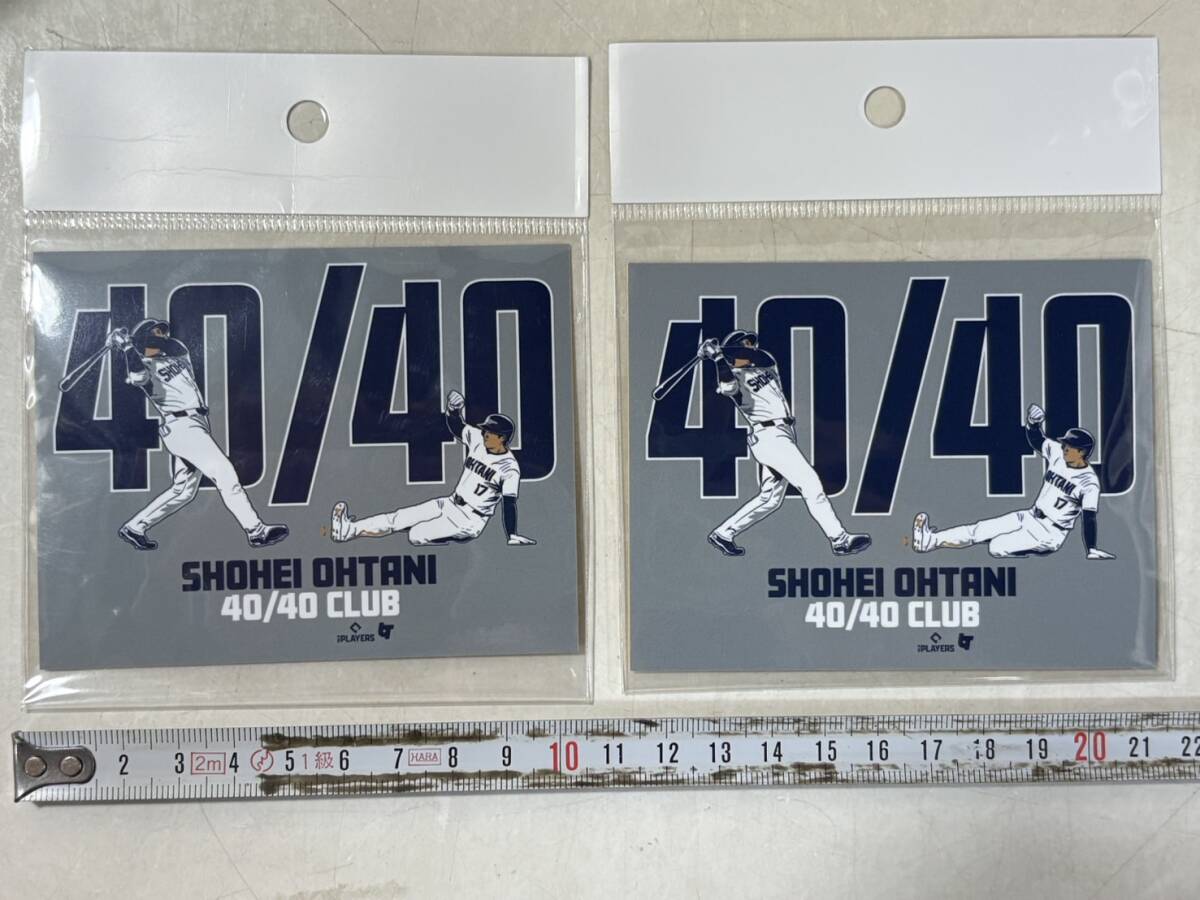 40/40
SHOHEI
OHTANI
17
SHOHEI OHTANI
40/40 CLUB
PLAYERS
40/40
SHOHEI
OHTANI
17
SHOHEI OHTANI
40/40 CLUB
PLAYERS
2 3 2m 4 5 1級 6 7 HARA 8 9 10 11 12 13 14 15 16 17 18 19 20 21 22